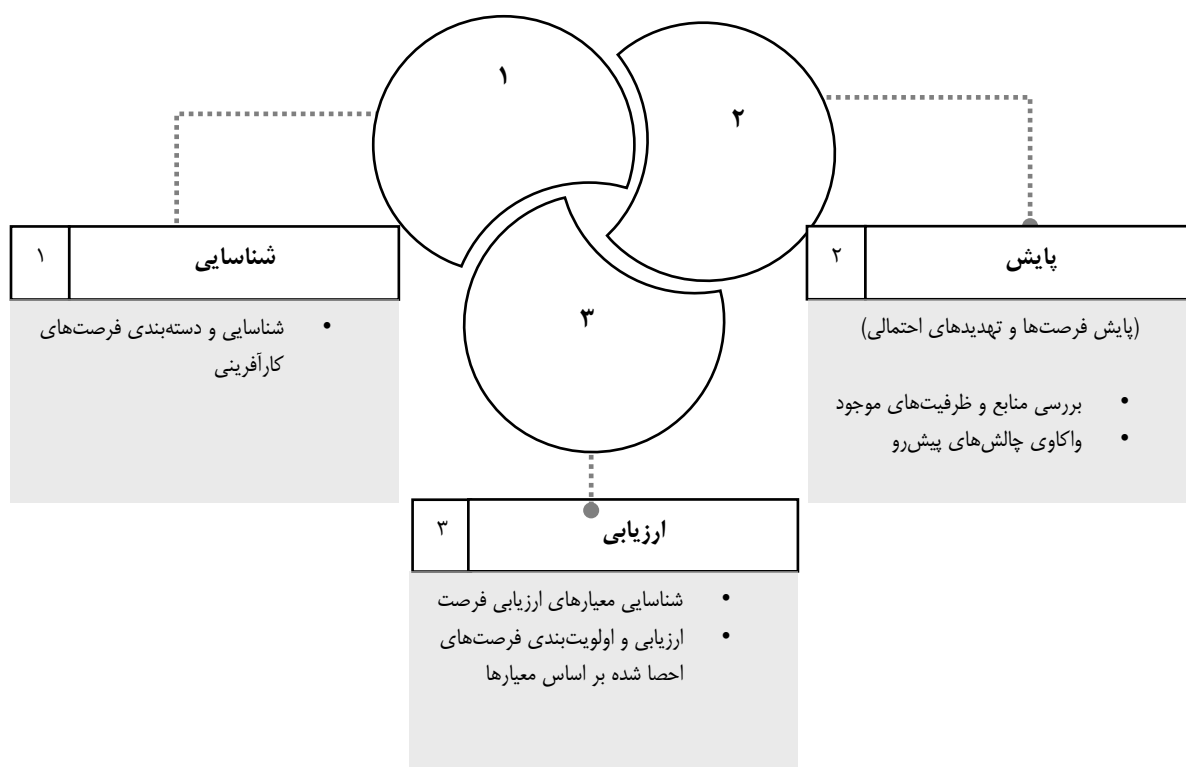 ۱
۲
۳
شناسایی
۱
شناسایی و دسته‌بندی فرصت‌های
کارآفرینی
پایش
۲
(پایش فرصت‌ها و تهدیدهای احتمالی)
بررسی منابع و ظرفیت‌های موجود
واکاوی چالش‌های پیش‌رو
ارزیابی
۳
شناسایی معیارهای ارزیابی فرصت
ارزیابی و اولویت‌بندی فرصت‌های
احصا شده بر اساس معیارها